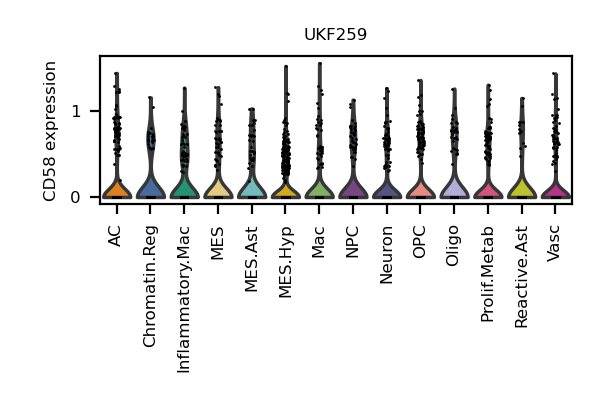 UKF259
CD58 expression
1
0
AC
Chromatin.Reg
Inflammatory.Mac
MES
MES.Ast
MES.Hyp
Mac
NPC
Neuron
OPC
Oligo
Prolif.Metab
Reactive.Ast
Vasc